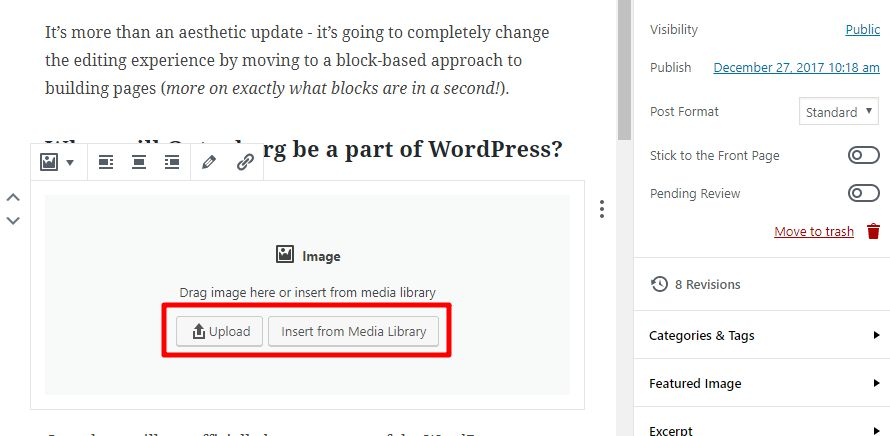 It’s more than an aesthetic update - it’s going to completely change
the editing experience by moving to a block-based approach to
building pages (more on exactly what blocks are in a second!).
rg be a part of WordPress?
Image
Drag image here or insert from media library
Upload
Insert from Media Library
Visibility
Public
Publish
December 27, 2017 10:18 am
Post Format
Standard
Stick to the Front Page
Pending Review
Move to trash
8 Revisions
Categories & Tags
Featured Image
Excerpt